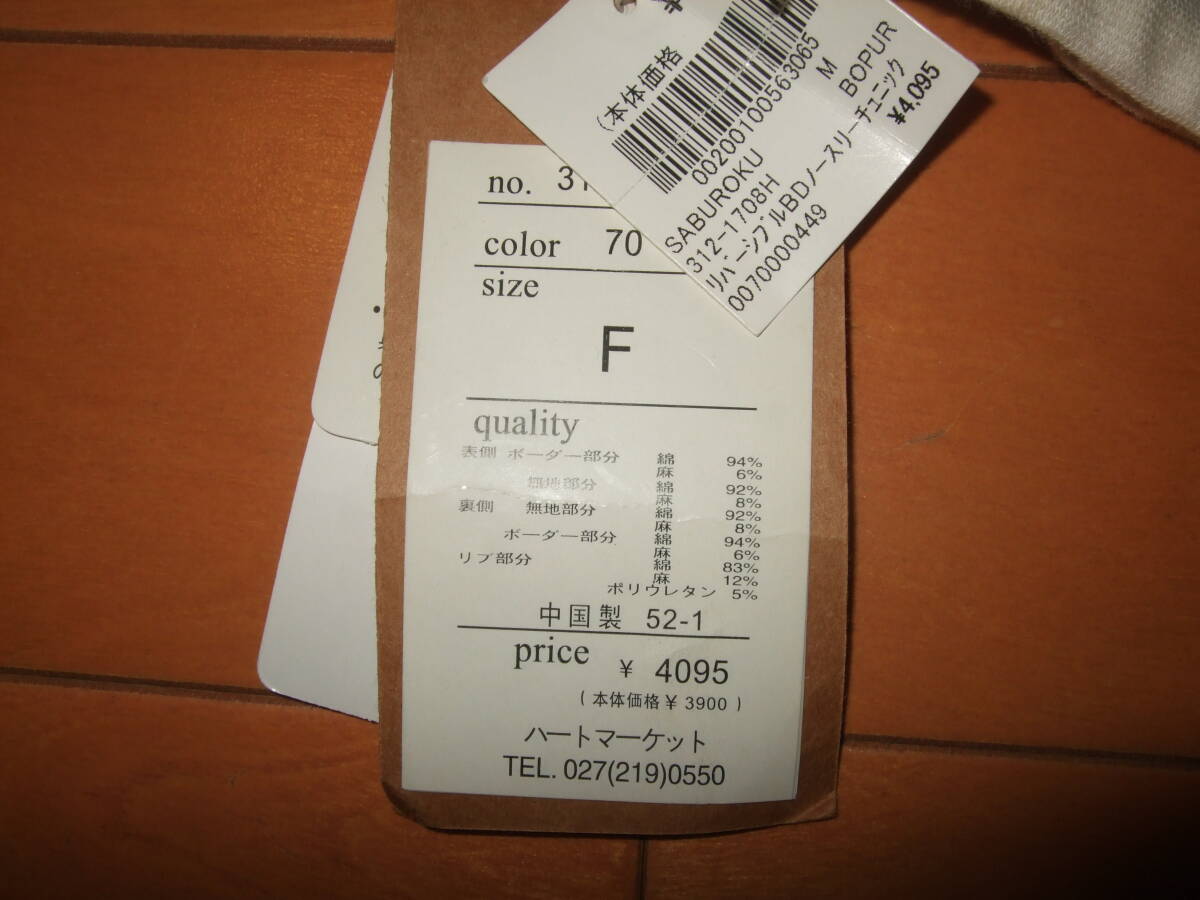 (本体価格
00200100563065
M
SABUROKU
BOPUR
312-1708H
リバーシブルBDノースリーチュニック
¥4,095
0070000449
no. 31
color 70
size
F
quality
表側 ボーダー部分 綿 94%
麻 6%
無地部分 綿 92%
麻 8%
裏側 無地部分 綿 92%
麻 8%
ボーダー部分 綿 94%
麻 6%
リブ部分 綿 83%
麻 12%
ポリウレタン 5%
中国製 52-1
price ¥ 4095
(本体価格¥ 3900)
ハートマーケット
TEL. 027(219)0550
の